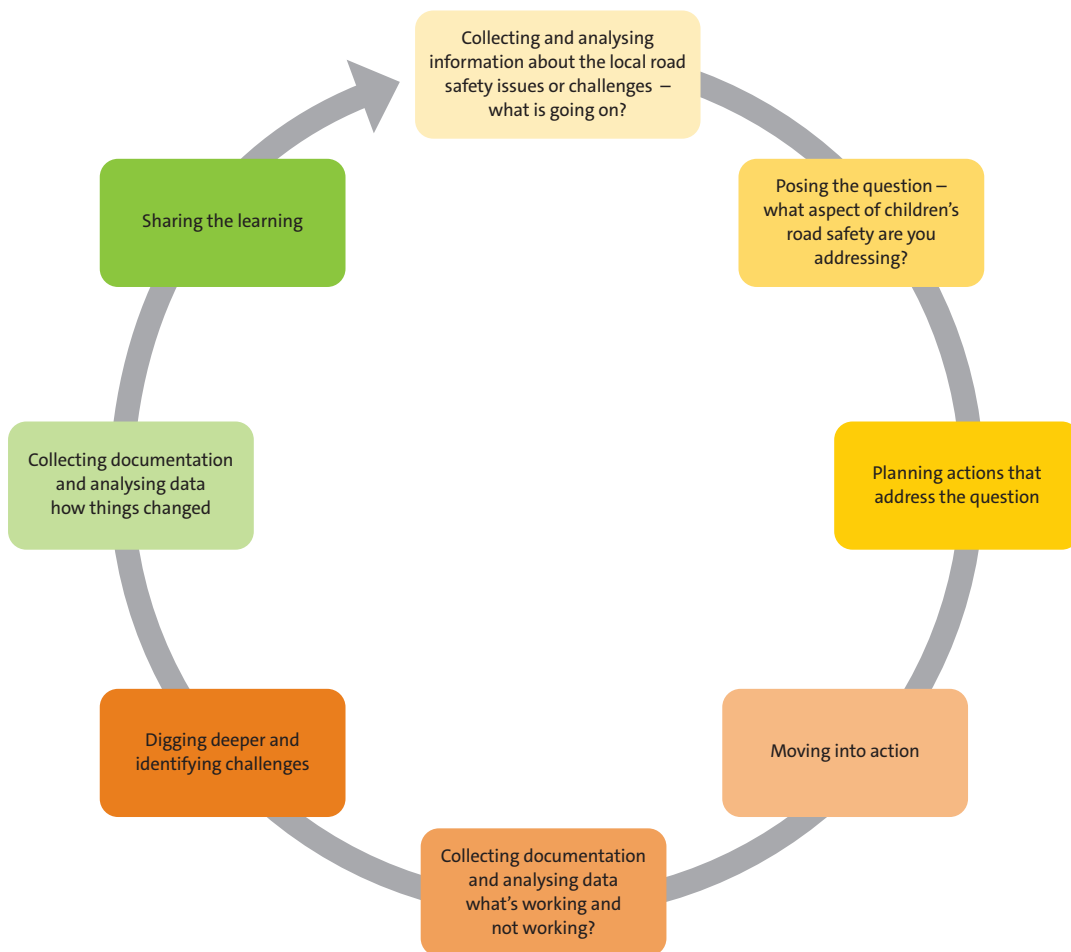 Collecting and analysing
information about the local road
safety issues or challenges –
what is going on?
Posing the question –
what aspect of children’s
road safety are you
addressing?
Planning actions that
address the question
Moving into action
Collecting documentation
and analysing data
what’s working and
not working?
Digging deeper and
identifying challenges
Collecting documentation
and analysing data
how things changed
Sharing the learning